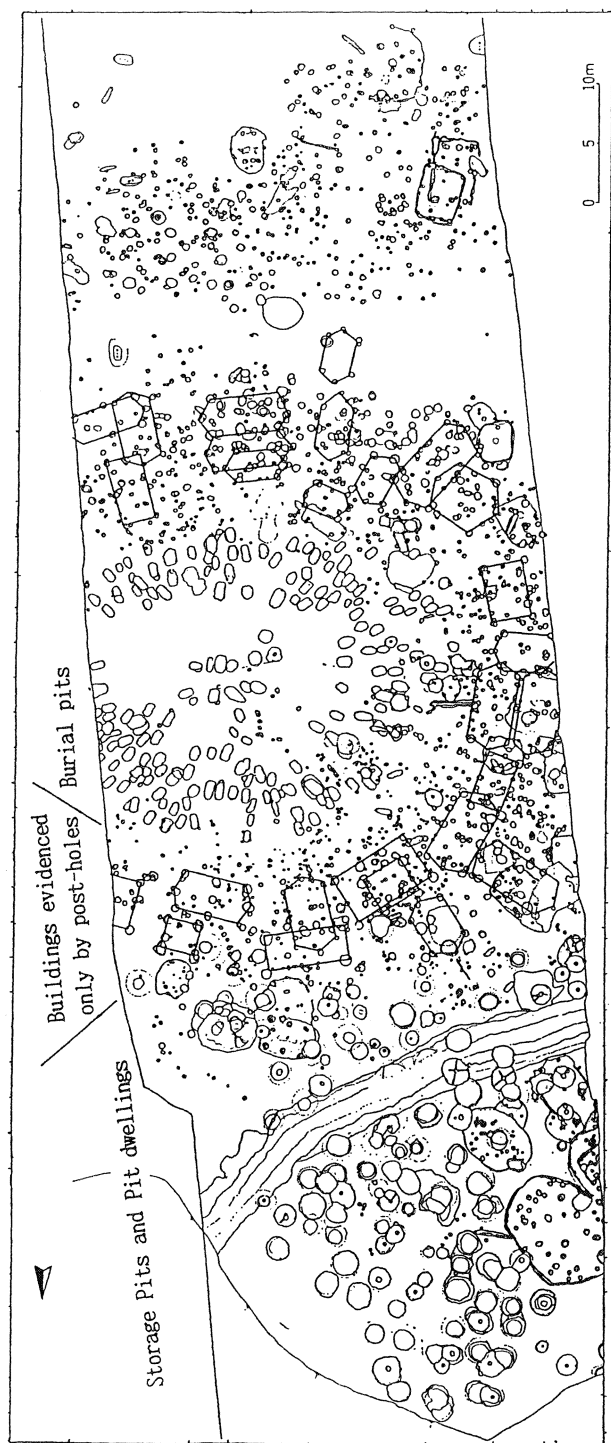 Storage Pits and Pit dwellings
Buildings evidenced
only by post-holes
Burial pits
0 5 10m